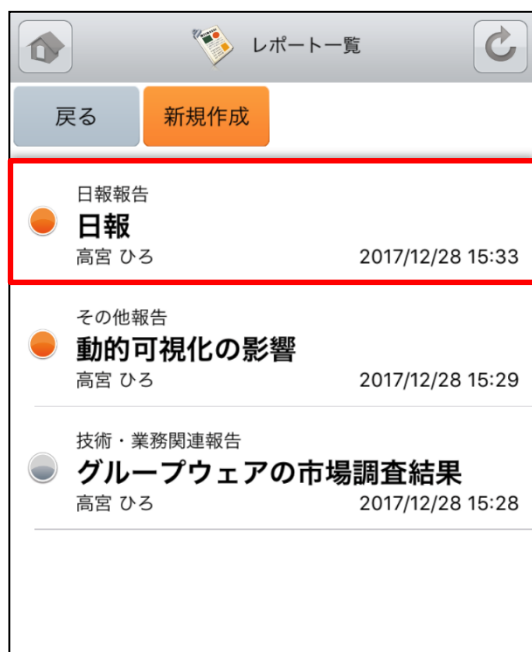 レポート一覧
戻る 新規作成
日報報告
日報
高宮 ひろ 2017/12/28 15:33
その他報告
動的可視化の影響
高宮 ひろ 2017/12/28 15:29
技術・業務関連報告
グループウェアの市場調査結果
高宮 ひろ 2017/12/28 15:28